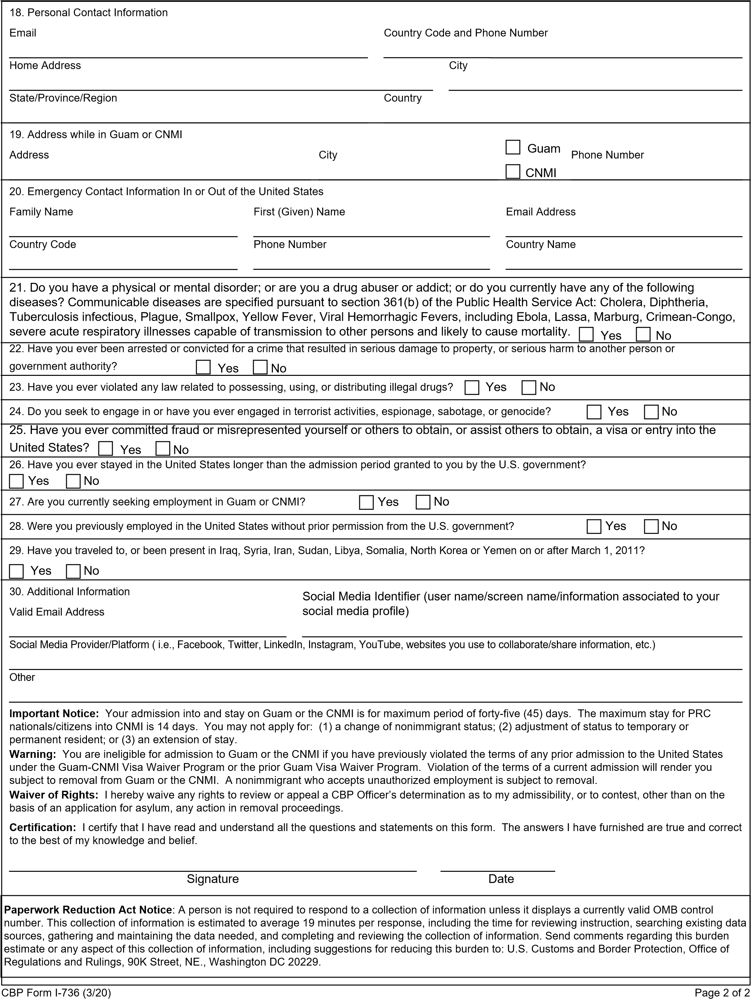 18. Personal Contact Information
Email Country Code and Phone Number
Home Address City
State/Province/Region Country
19. Address while in Guam or CNMI
Address City Guam Phone Number
CNMI
20. Emergency Contact Information In or Out of the United States
Family Name First (Given) Name Email Address
Country Code Phone Number Country Name
21. Do you have a physical or mental disorder; or are you a drug abuser or addict; or do you currently have any of the following
diseases? Communicable diseases are specified pursuant to section 361(b) of the Public Health Service Act: Cholera, Diphtheria,
Tuberculosis infectious, Plague, Smallpox, Yellow Fever, Viral Hemorrhagic Fevers, including Ebola, Lassa, Marburg, Crimean-Congo,
severe acute respiratory illnesses capable of transmission to other persons and likely to cause mortality. Yes No
22. Have you ever been arrested or convicted for a crime that resulted in serious damage to property, or serious harm to another person or
government authority? Yes No
23. Have you ever violated any law related to possessing, using, or distributing illegal drugs? Yes No
24. Do you seek to engage in or have you ever engaged in terrorist activities, espionage, sabotage, or genocide? Yes No
25. Have you ever committed fraud or misrepresented yourself or others to obtain, or assist others to obtain, a visa or entry into the
United States? Yes No
26. Have you ever stayed in the United States longer than the admission period granted to you by the U.S. government?
Yes No
27. Are you currently seeking employment in Guam or CNMI? Yes No
28. Were you previously employed in the United States without prior permission from the U.S. government? Yes No
29. Have you traveled to, or been present in Iraq, Syria, Iran, Sudan, Libya, Somalia, North Korea or Yemen on or after March 1, 2011?
Yes No
30. Additional Information
Valid Email Address
Social Media Identifier (user name/screen name/information associated to your
social media profile)
Social Media Provider/Platform ( i.e., Facebook, Twitter, LinkedIn, Instagram, YouTube, websites you use to collaborate/share information, etc.)
Other
Important Notice: Your admission into and stay on Guam or the CNMI is for maximum period of forty-five (45) days. The maximum stay for PRC
nationals/citizens into CNMI is 14 days. You may not apply for: (1) a change of nonimmigrant status; (2) adjustment of status to temporary or
permanent resident; or (3) an extension of stay.
Warning: You are ineligible for admission to Guam or the CNMI if you have previously violated the terms of any prior admission to the United States
under the Guam-CNMI Visa Waiver Program or the prior Guam Visa Waiver Program. Violation of the terms of a current admission will render you
subject to removal from Guam or the CNMI. A nonimmigrant who accepts unauthorized employment is subject to removal.
Waiver of Rights: I hereby waive any rights to review or appeal a CBP Officer’s determination as to my admissibility, or to contest, other than on the
basis of an application for asylum, any action in removal proceedings.
Certification: I certify that I have read and understand all the questions and statements on this form. The answers I have furnished are true and correct
to the best of my knowledge and belief.
Signature Date
Paperwork Reduction Act Notice: A person is not required to respond to a collection of information unless it displays a currently valid OMB control
number. This collection of information is estimated to average 19 minutes per response, including the time for reviewing instruction, searching existing data
sources, gathering and maintaining the data needed, and completing and reviewing the collection of information. Send comments regarding this burden
estimate or any aspect of this collection of information, including suggestions for reducing this burden to: U.S. Customs and Border Protection, Office of
Regulations and Rulings, 90K Street, NE., Washington DC 20229.
CBP Form I-736 (3/20) Page 2 of 2